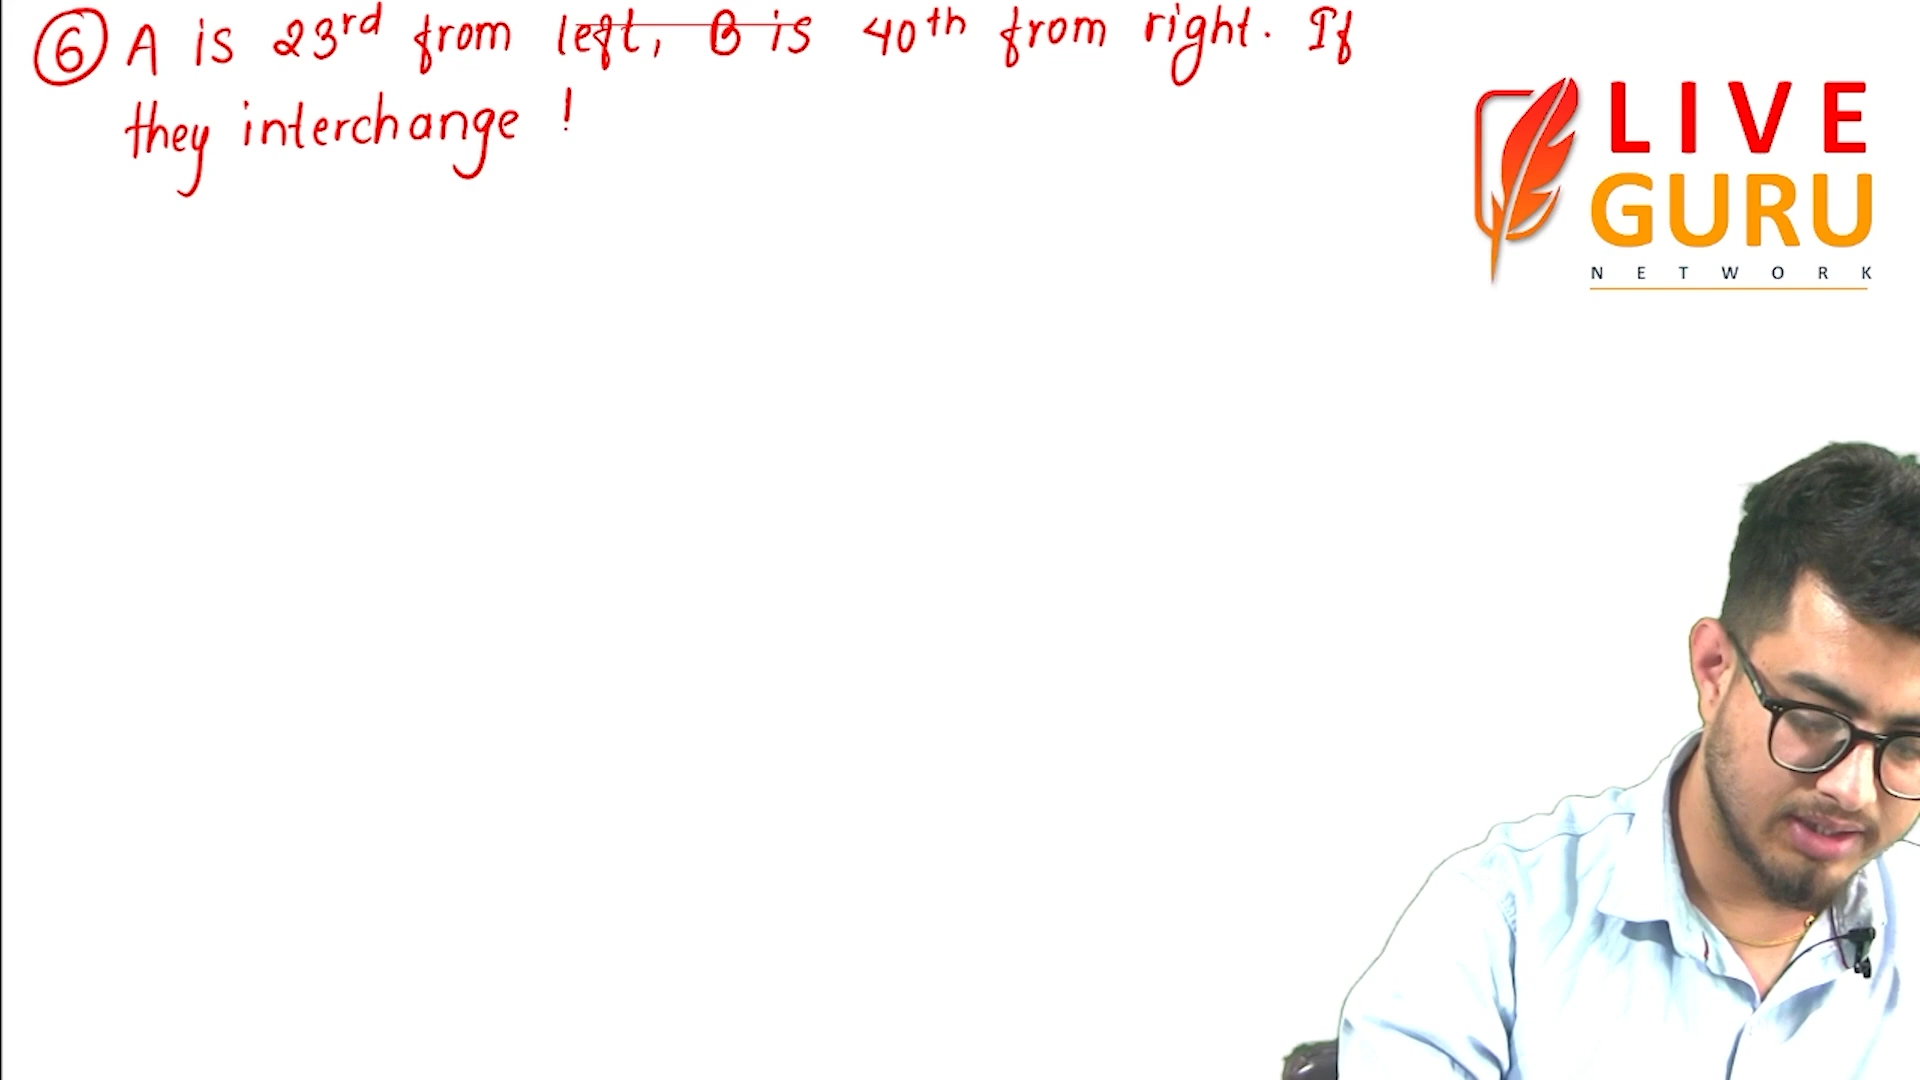 ⑥ A is 23rd from left, B is 40th from right. If
they interchange !
LIVE
GURU
NETWORK